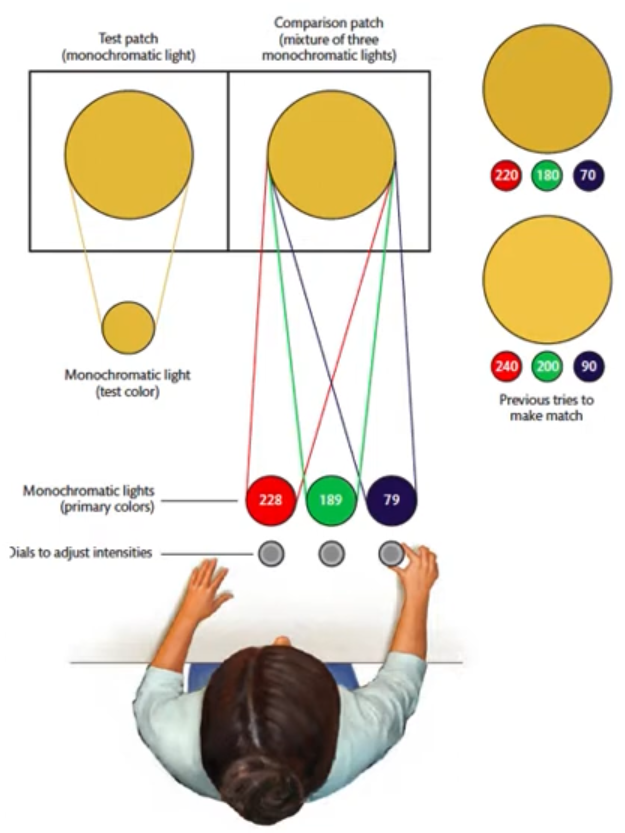 Test patch
(monochromatic light)
Comparison patch
(mixture of three
monochromatic lights)
220 180 70
240 200 90
Previous tries to
make match
Monochromatic light
(test color)
Monochromatic lights
(primary colors)
228 189 79
Dials to adjust intensities